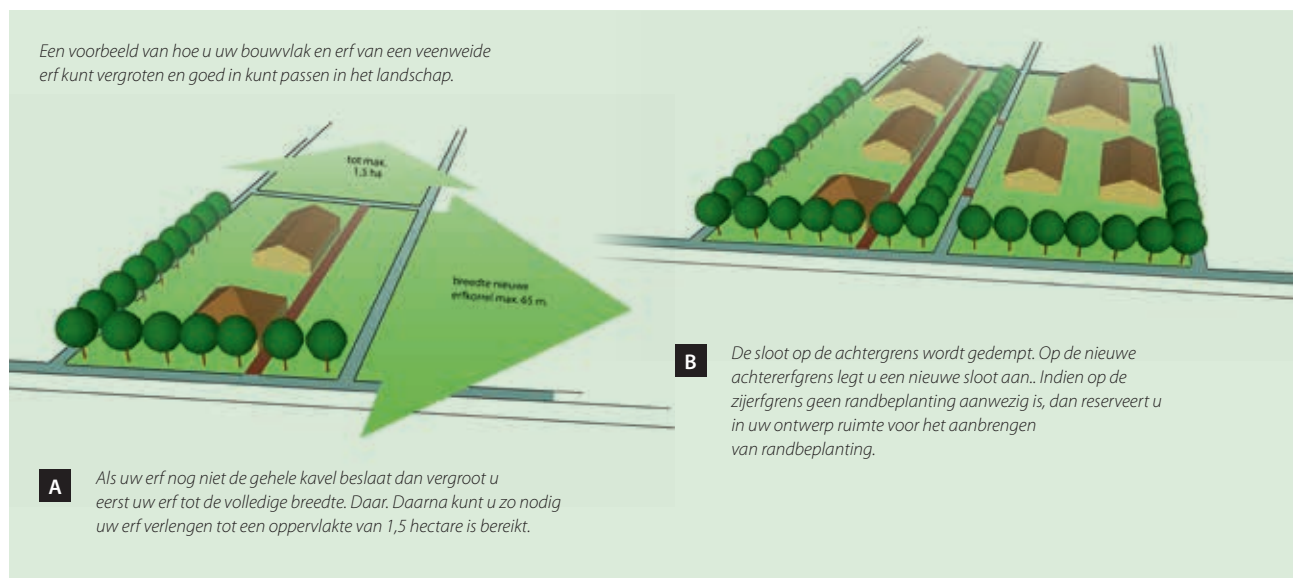 Een voorbeeld van hoe u uw bouwvlak en erf van een veenweide
erf kunt vergroten en goed in kunt passen in het landschap.
tot max.
1,5 ha
breedte nieuwe
erfkorrel max. 65 m.
A
Als uw erf nog niet de gehele kavel beslaat dan vergroot u
eerst uw erf tot de volledige breedte. Daar. Daarna kunt u zo nodig
uw erf verlengen tot een oppervlakte van 1,5 hectare is bereikt.
B
De sloot op de achtergrens wordt gedempt. Op de nieuwe
achtererfgrens legt u een nieuwe sloot aan.. Indien op de
zijerfgrens geen randbeplanting aanwezig is, dan reserveert u
in uw ontwerp ruimte voor het aanbrengen
van randbeplanting.